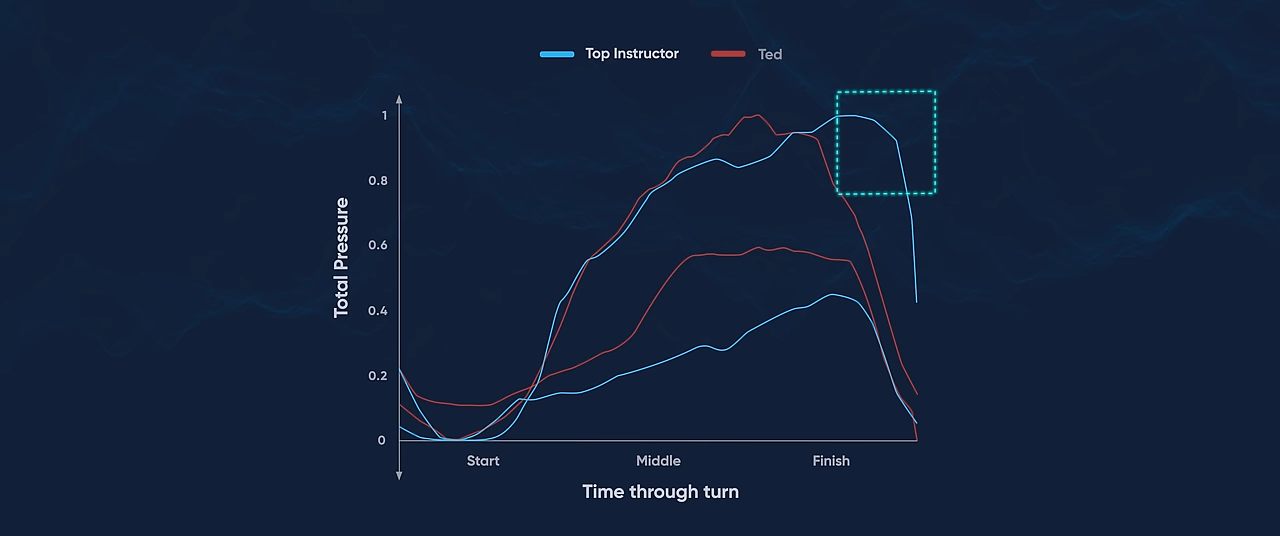 Top Instructor
Ted
Total Pressure
1
0.8
0.6
0.4
0.2
0
Start
Middle
Finish
Time through turn